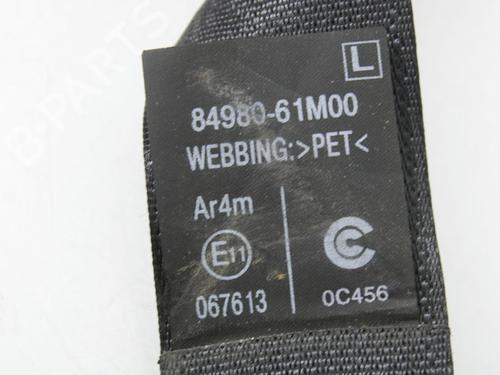 L
84980-61M00
WEBBING:>PET<
Ar4m
E11
067613
0C456